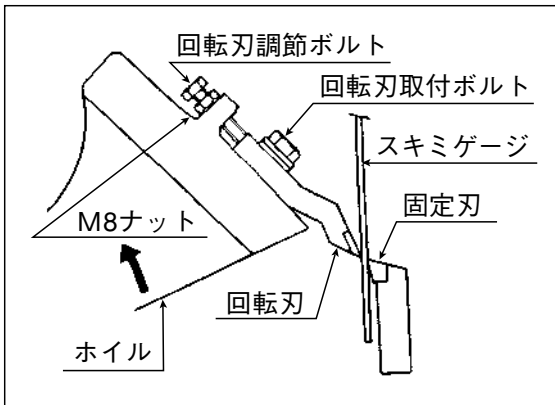 回転刃調節ボルト
回転刃取付ボルト
スキミゲージ
固定刃
M8ナット
回転刃
ホイル